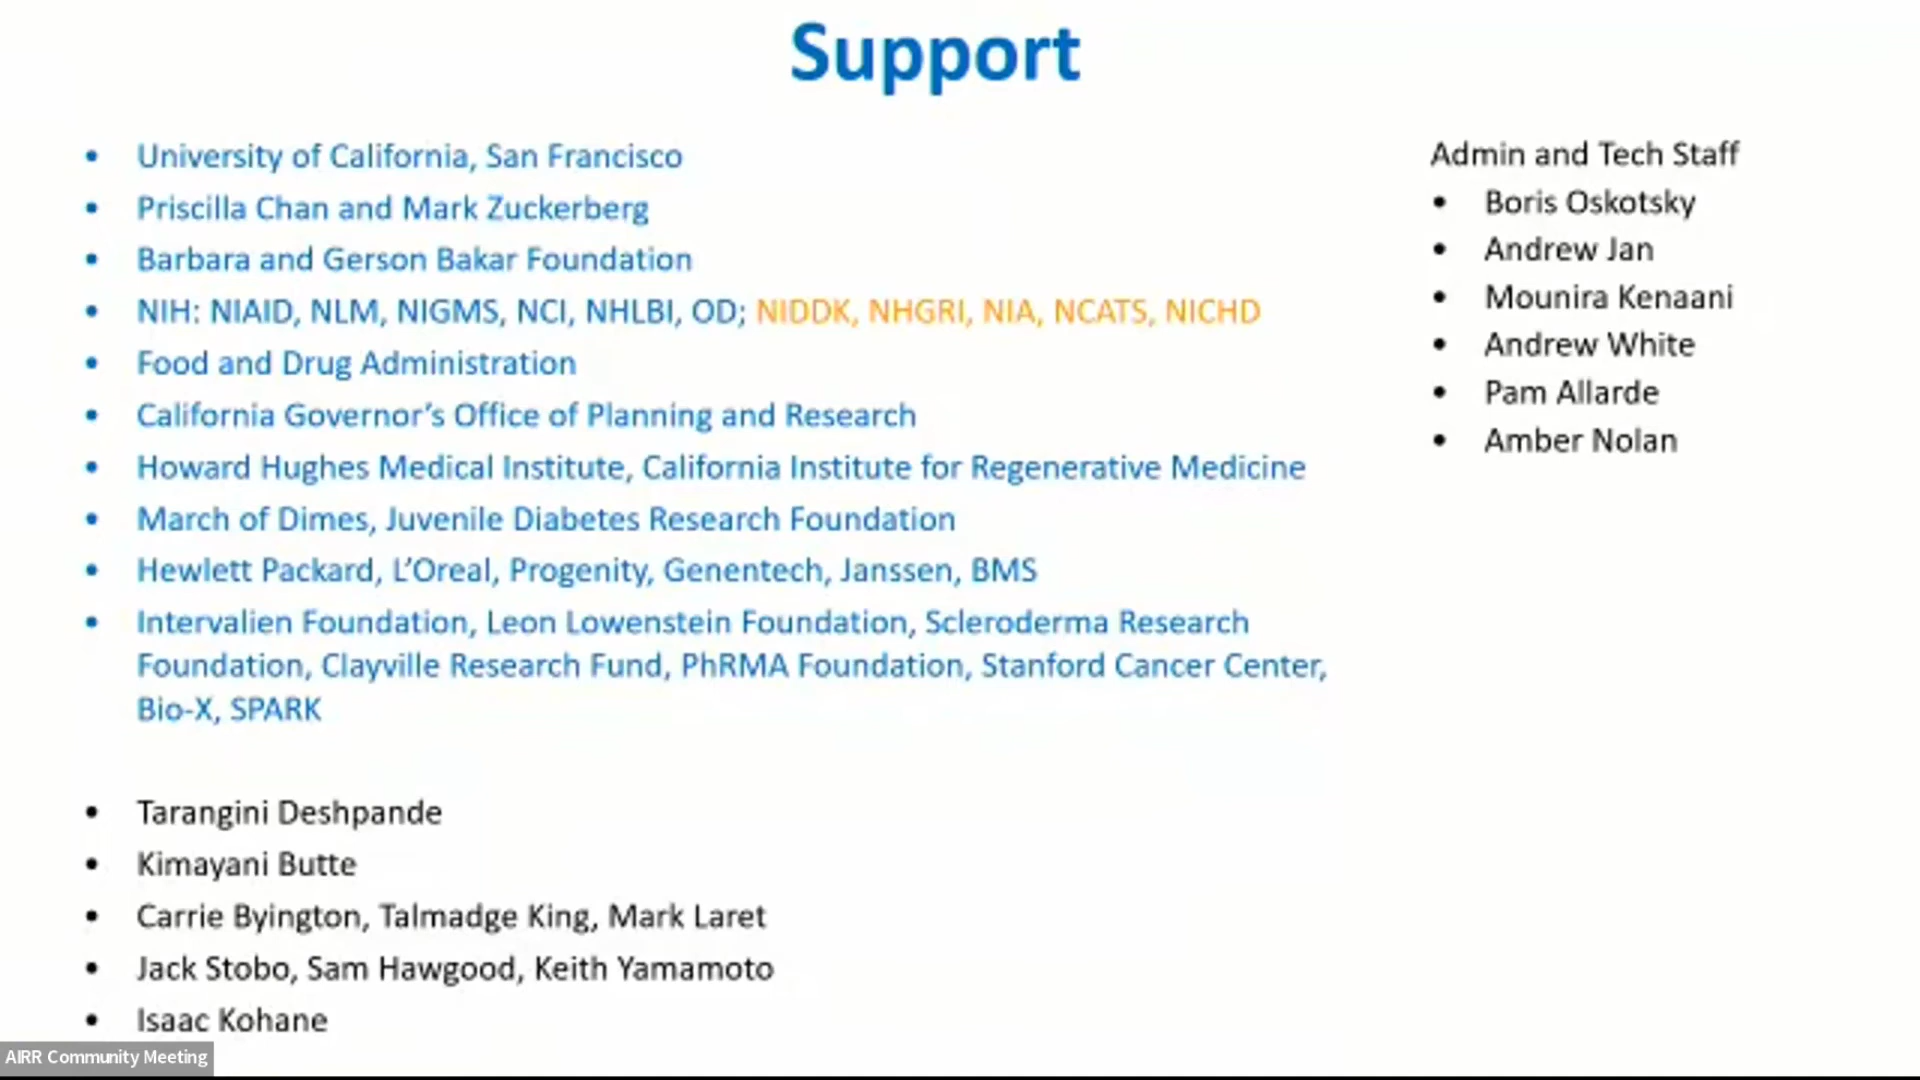 Support
• University of California, San Francisco
• Priscilla Chan and Mark Zuckerberg
• Barbara and Gerson Bakar Foundation
• NIH: NIAID, NLM, NIGMS, NCI, NHLBI, OD; NIDDK, NHGRI, NIA, NCATS, NICHD
• Food and Drug Administration
• California Governor’s Office of Planning and Research
• Howard Hughes Medical Institute, California Institute for Regenerative Medicine
• March of Dimes, Juvenile Diabetes Research Foundation
• Hewlett Packard, L’Oreal, Progenity, Genentech, Janssen, BMS
• Intervalien Foundation, Leon Lowenstein Foundation, Scleroderma Research
Foundation, Clayville Research Fund, PhRMA Foundation, Stanford Cancer Center,
Bio-X, SPARK
• Tarangini Deshpande
• Kimayani Butte
• Carrie Byington, Talmadge King, Mark Laret
• Jack Stobo, Sam Hawgood, Keith Yamamoto
• Isaac Kohane
Admin and Tech Staff
• Boris Oskotsky
• Andrew Jan
• Mounira Kenaani
• Andrew White
• Pam Allarde
• Amber Nolan
AIRR Community Meeting